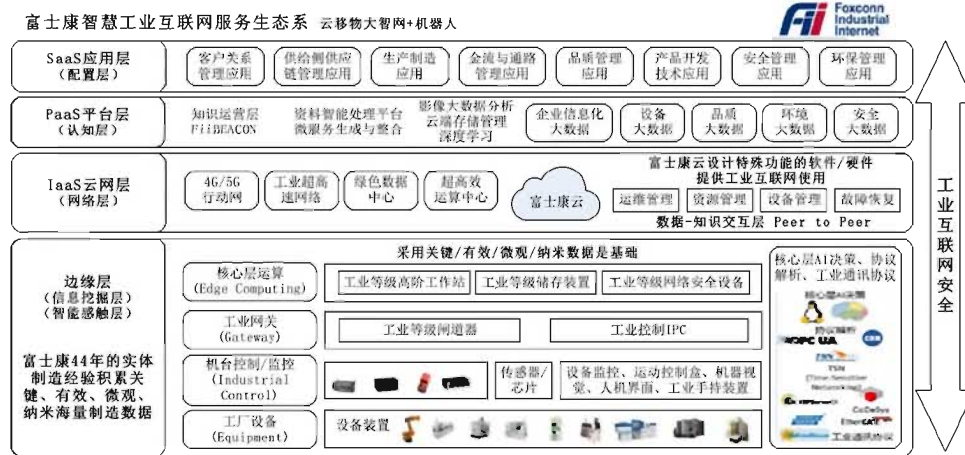 富士康智慧工业互联网服务生态系 云移物大智网+机器人
Foxconn
Industrial
Internet
SaaS应用层
(配置层)
客户关系
管理应用
供给侧供应
链管理应用
生产制造
应用
金流与通路
管理应用
品质管理
应用
产品开发
技术应用
安全管理
应用
环保管理
应用
PaaS平台层
(认知层)
知识运营层
FiiBEACON
资料智能处理平台
微服务生成与整合
影像大数据分析
云端存储管理
深度学习
企业信息化
大数据
设备
大数据
品质
大数据
环境
大数据
安全
大数据
IaaS云网层
(网络层)
4G/5G
行动网
工业超高
速网络
绿色数据
中心
超高效
运算中心
富士康云
富士康云设计特殊功能的软件/硬件
提供工业互联网使用
运维管理
资源管理
设备管理
故障恢复
数据-知识交互层 Peer to Peer
工业互联网安全
边缘层
(信息挖掘层)
(智能感触层)
富士康44年的实体
制造经验积累关
键、有效、微观、
纳米海量制造数据
采用关键/有效/微观/纳米数据是基础
核心层运算
(Edge Computing)
工业等级高阶工作站
工业等级储存装置
工业等级网络安全设备
工业网关
(Gateway)
工业等级闸道器
工业控制IPC
机台控制/监控
(Industrial
Control)
传感器/
芯片
设备监控、运动控制盒、机器视
觉、人机界面、工业手持装置
工厂设备
(Equipment)
设备装置
核心层AI决策、协议
解析、工业通讯协议
核心层AI决策
协议解析
OPC UA
TSN
CoDeSys
EtherCAT
工业通讯协议